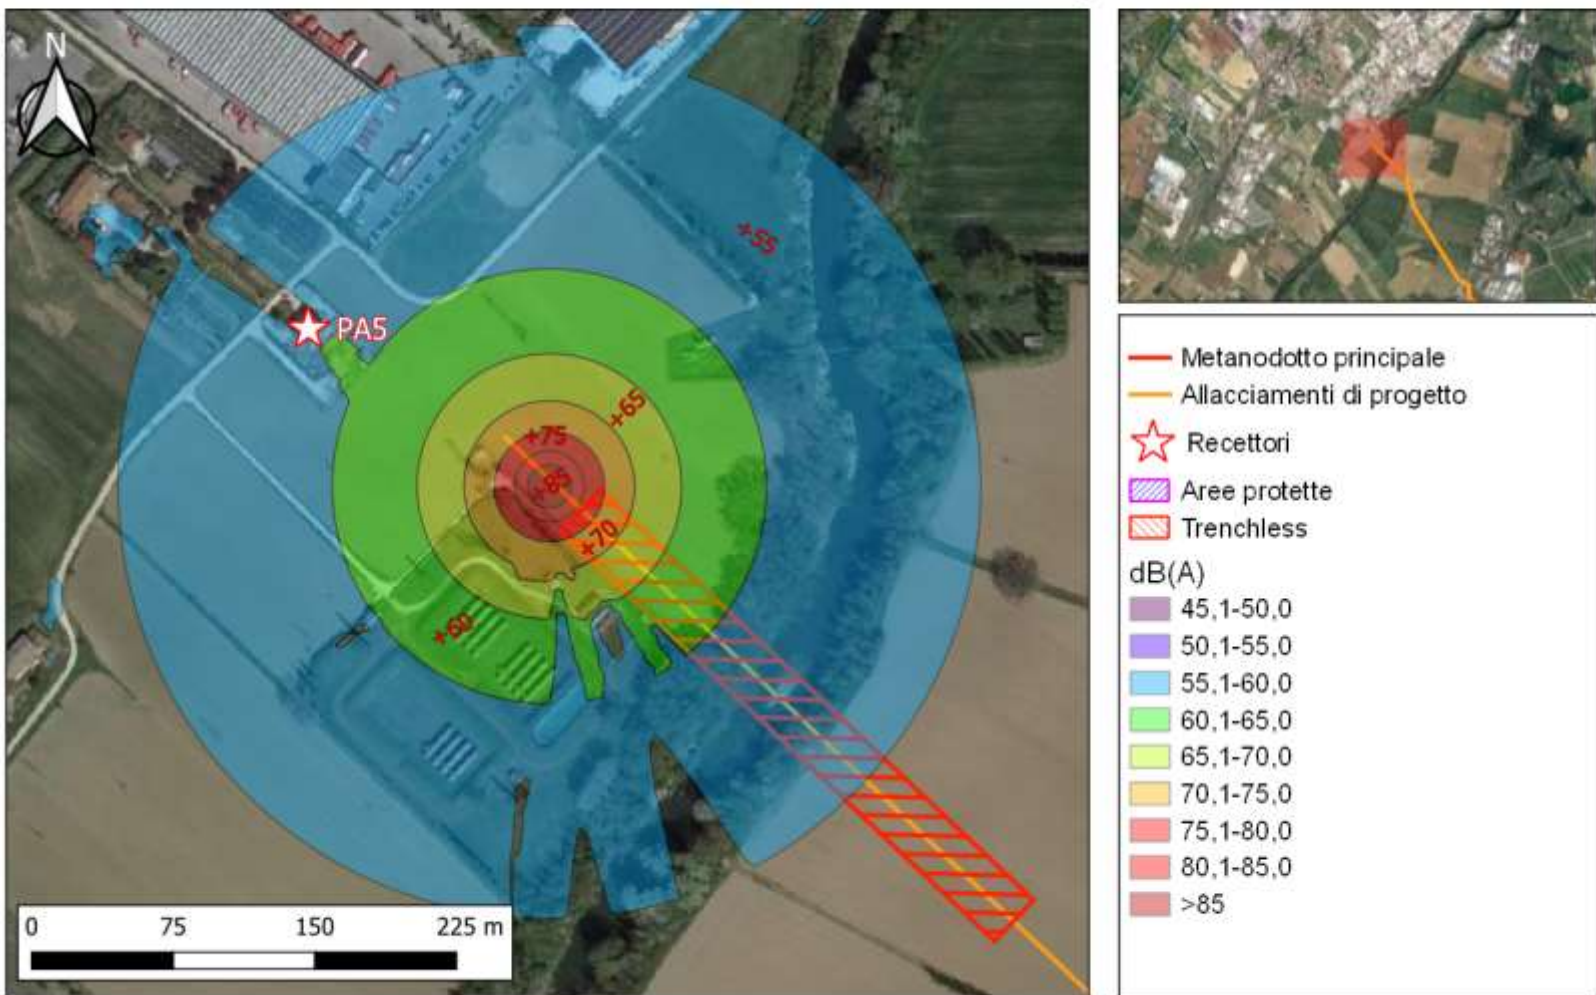 N
+55
PA5
+65
+75
+85
+70
+60
0 75 150 225 m
Metanodotto principale
Allacciamenti di progetto
Recettori
Aree protette
Trenchless
dB(A)
45,1-50,0
50,1-55,0
55,1-60,0
60,1-65,0
65,1-70,0
70,1-75,0
75,1-80,0
80,1-85,0
>85